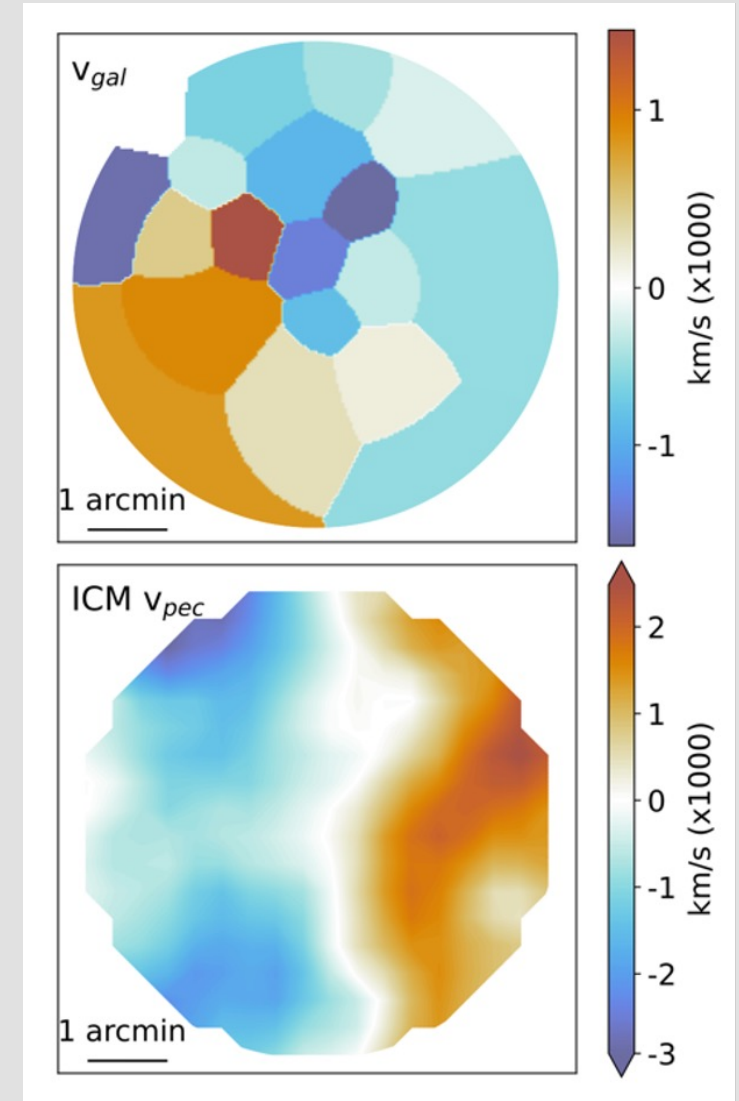 v_gal
1
0
-1
km/s (x1000)
1 arcmin
ICM v_pec
2
1
0
-1
-2
-3
km/s (x1000)
1 arcmin